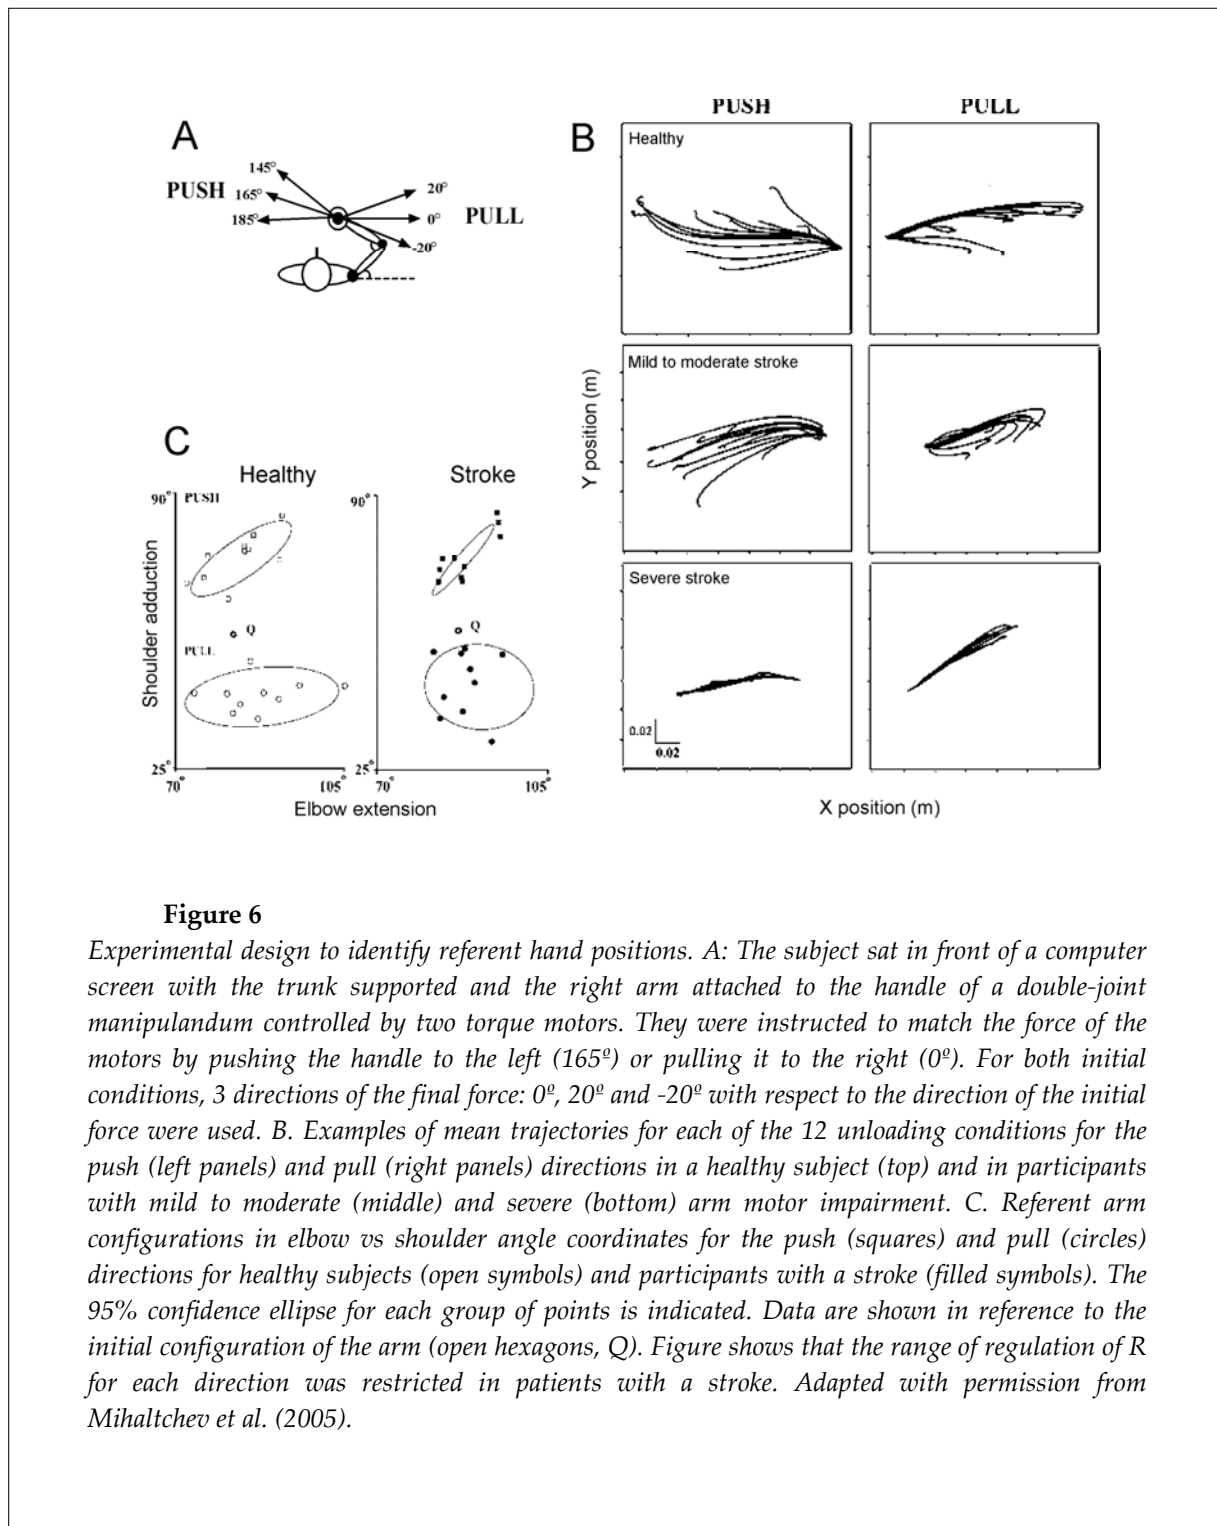 PUSH PULL
A
B
Healthy
145°
PUSH 165° 20°
185° 0° PULL
-20°
Mild to moderate stroke
Y position (m)
C
Healthy Stroke
90° PUSH 90°
Shoulder adduction
Q Q
PULL
Severe stroke
0.02
0.02
25° 25°
70° 105° 70° 105°
Elbow extension
X position (m)
Figure 6
Experimental design to identify referent hand positions. A: The subject sat in front of a computer
screen with the trunk supported and the right arm attached to the handle of a double-joint
manipulandum controlled by two torque motors. They were instructed to match the force of the
motors by pushing the handle to the left (165º) or pulling it to the right (0º). For both initial
conditions, 3 directions of the final force: 0º, 20º and -20º with respect to the direction of the initial
force were used. B. Examples of mean trajectories for each of the 12 unloading conditions for the
push (left panels) and pull (right panels) directions in a healthy subject (top) and in participants
with mild to moderate (middle) and severe (bottom) arm motor impairment. C. Referent arm
configurations in elbow vs shoulder angle coordinates for the push (squares) and pull (circles)
directions for healthy subjects (open symbols) and participants with a stroke (filled symbols). The
95% confidence ellipse for each group of points is indicated. Data are shown in reference to the
initial configuration of the arm (open hexagons, Q). Figure shows that the range of regulation of R
for each direction was restricted in patients with a stroke. Adapted with permission from
Mihaltchev et al. (2005).